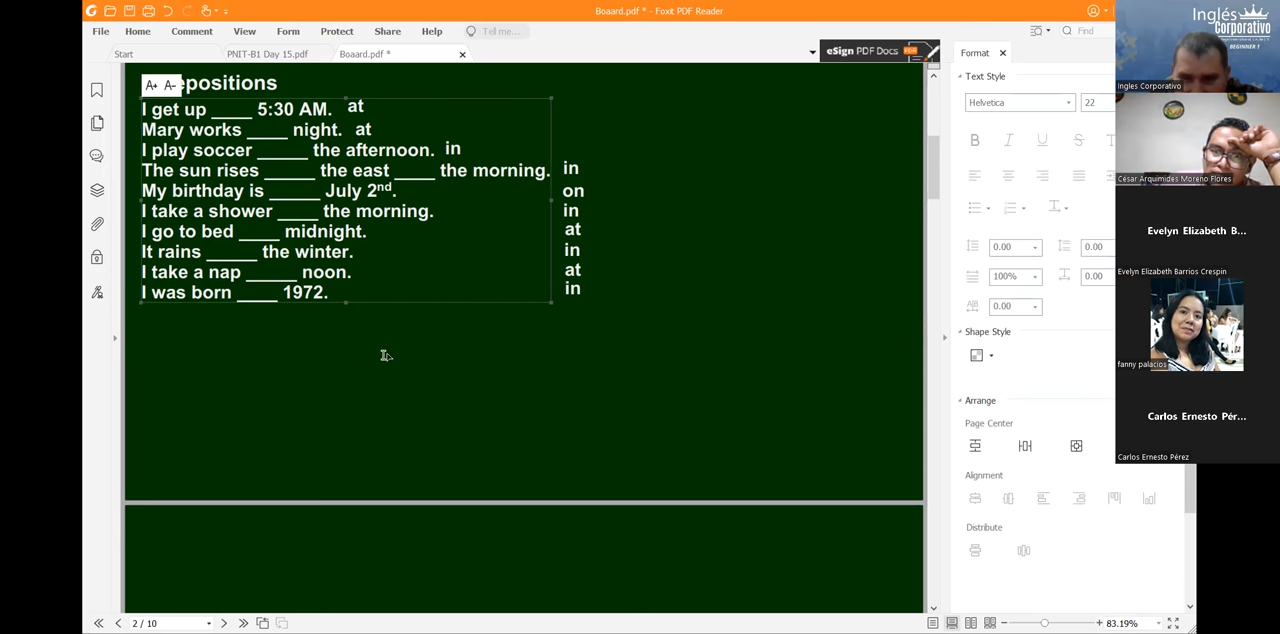 Boaard.pdf * - Foxit PDF Reader
File Home Comment View Form Protect Share Help Tell me... Find
Start PNIT-B1 Day 15.pdf Boaard.pdf * eSign PDF Docs Format
A+ A- epositions
I get up ____ 5:30 AM. at
Mary works ____ night. at
I play soccer _____ the afternoon. in
The sun rises _____ the east ____ the morning. in
My birthday is _____ July 2nd. on
I take a shower ____ the morning. in
I go to bed ____ midnight. at
It rains _____ the winter. in
I take a nap _____ noon. at
I was born ____ 1972. in
Text Style
Helvetica 22
B I U S T
0.00 0.00
100% 0.00
0.00
Shape Style
Arrange
Page Center
Alignment
Distribute
2 / 10 83.19%
Inglés
Corporativo
BEGINNER 1
Ingles Corporativo
César Arquimides Moreno Flores
Evelyn Elizabeth B...
Evelyn Elizabeth Barrios Crespin
fanny palacios
Carlos Ernesto Pér...
Carlos Ernesto Pérez